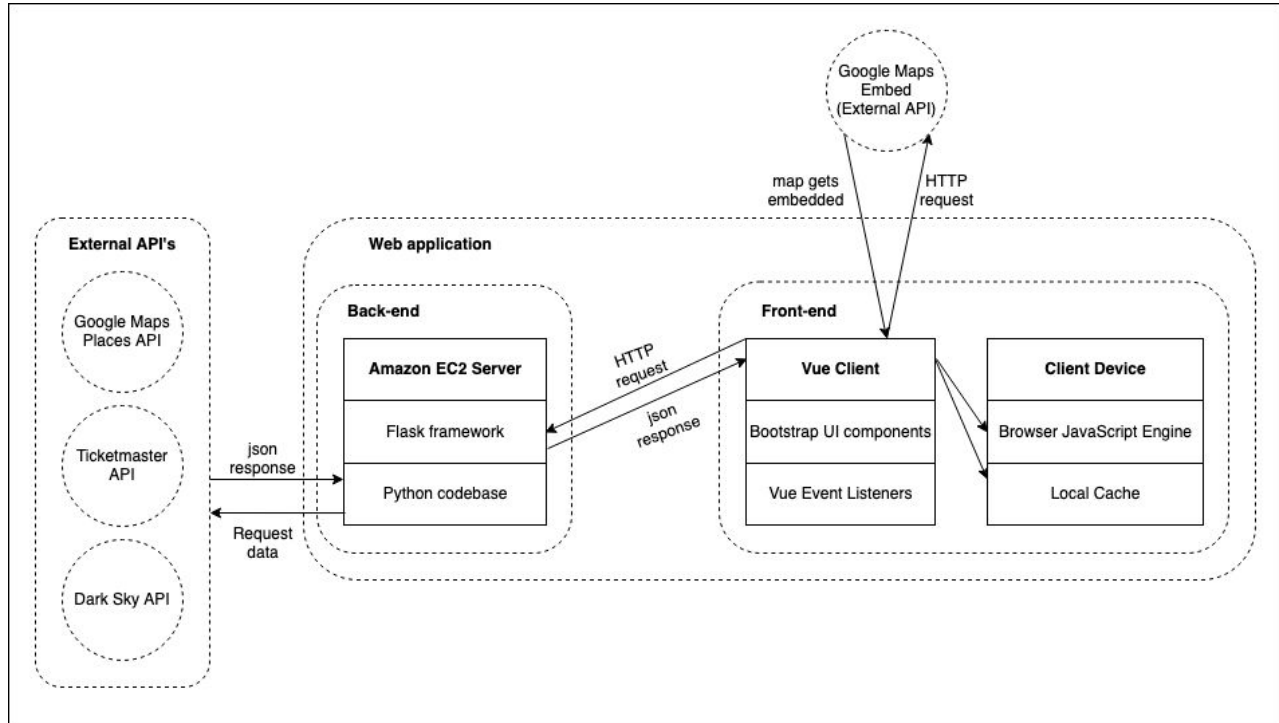 Google Maps
Embed
(External API)
map gets
embedded
HTTP
request
External API's
Google Maps
Places API
Ticketmaster
API
Dark Sky API
json
response
Request
data
Web application
Back-end
Amazon EC2 Server
Flask framework
Python codebase
HTTP
request
json
response
Front-end
Vue Client
Bootstrap UI components
Vue Event Listeners
Client Device
Browser JavaScript Engine
Local Cache